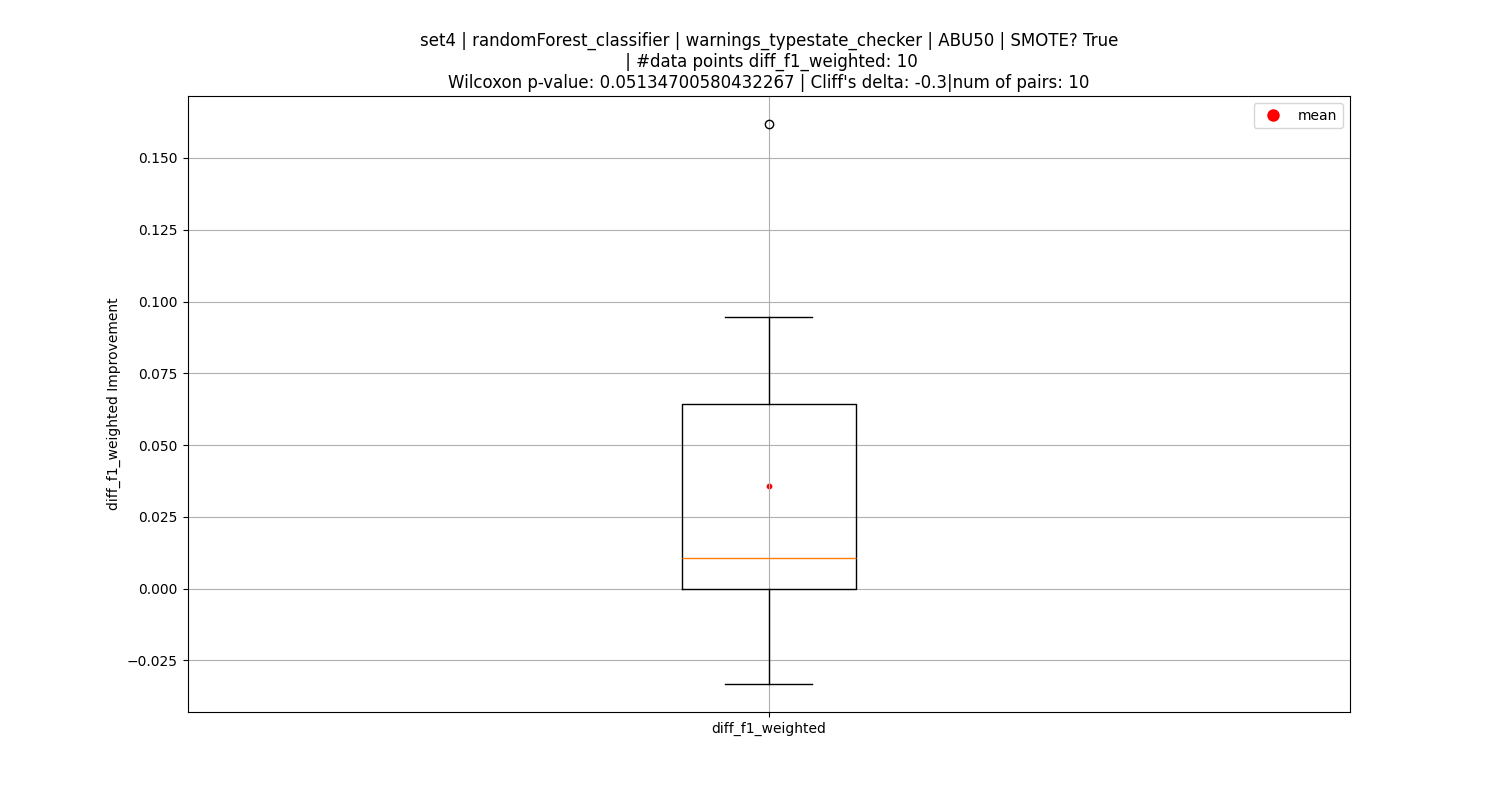 set4 | randomForest_classifier | warnings_typestate_checker | ABU50 | SMOTE? True
| #data points diff_f1_weighted: 10
Wilcoxon p-value: 0.05134700580432267 | Cliff's delta: -0.3|num of pairs: 10
mean
0.150
0.125
0.100
0.075
0.050
0.025
0.000
−0.025
diff_f1_weighted Improvement
diff_f1_weighted